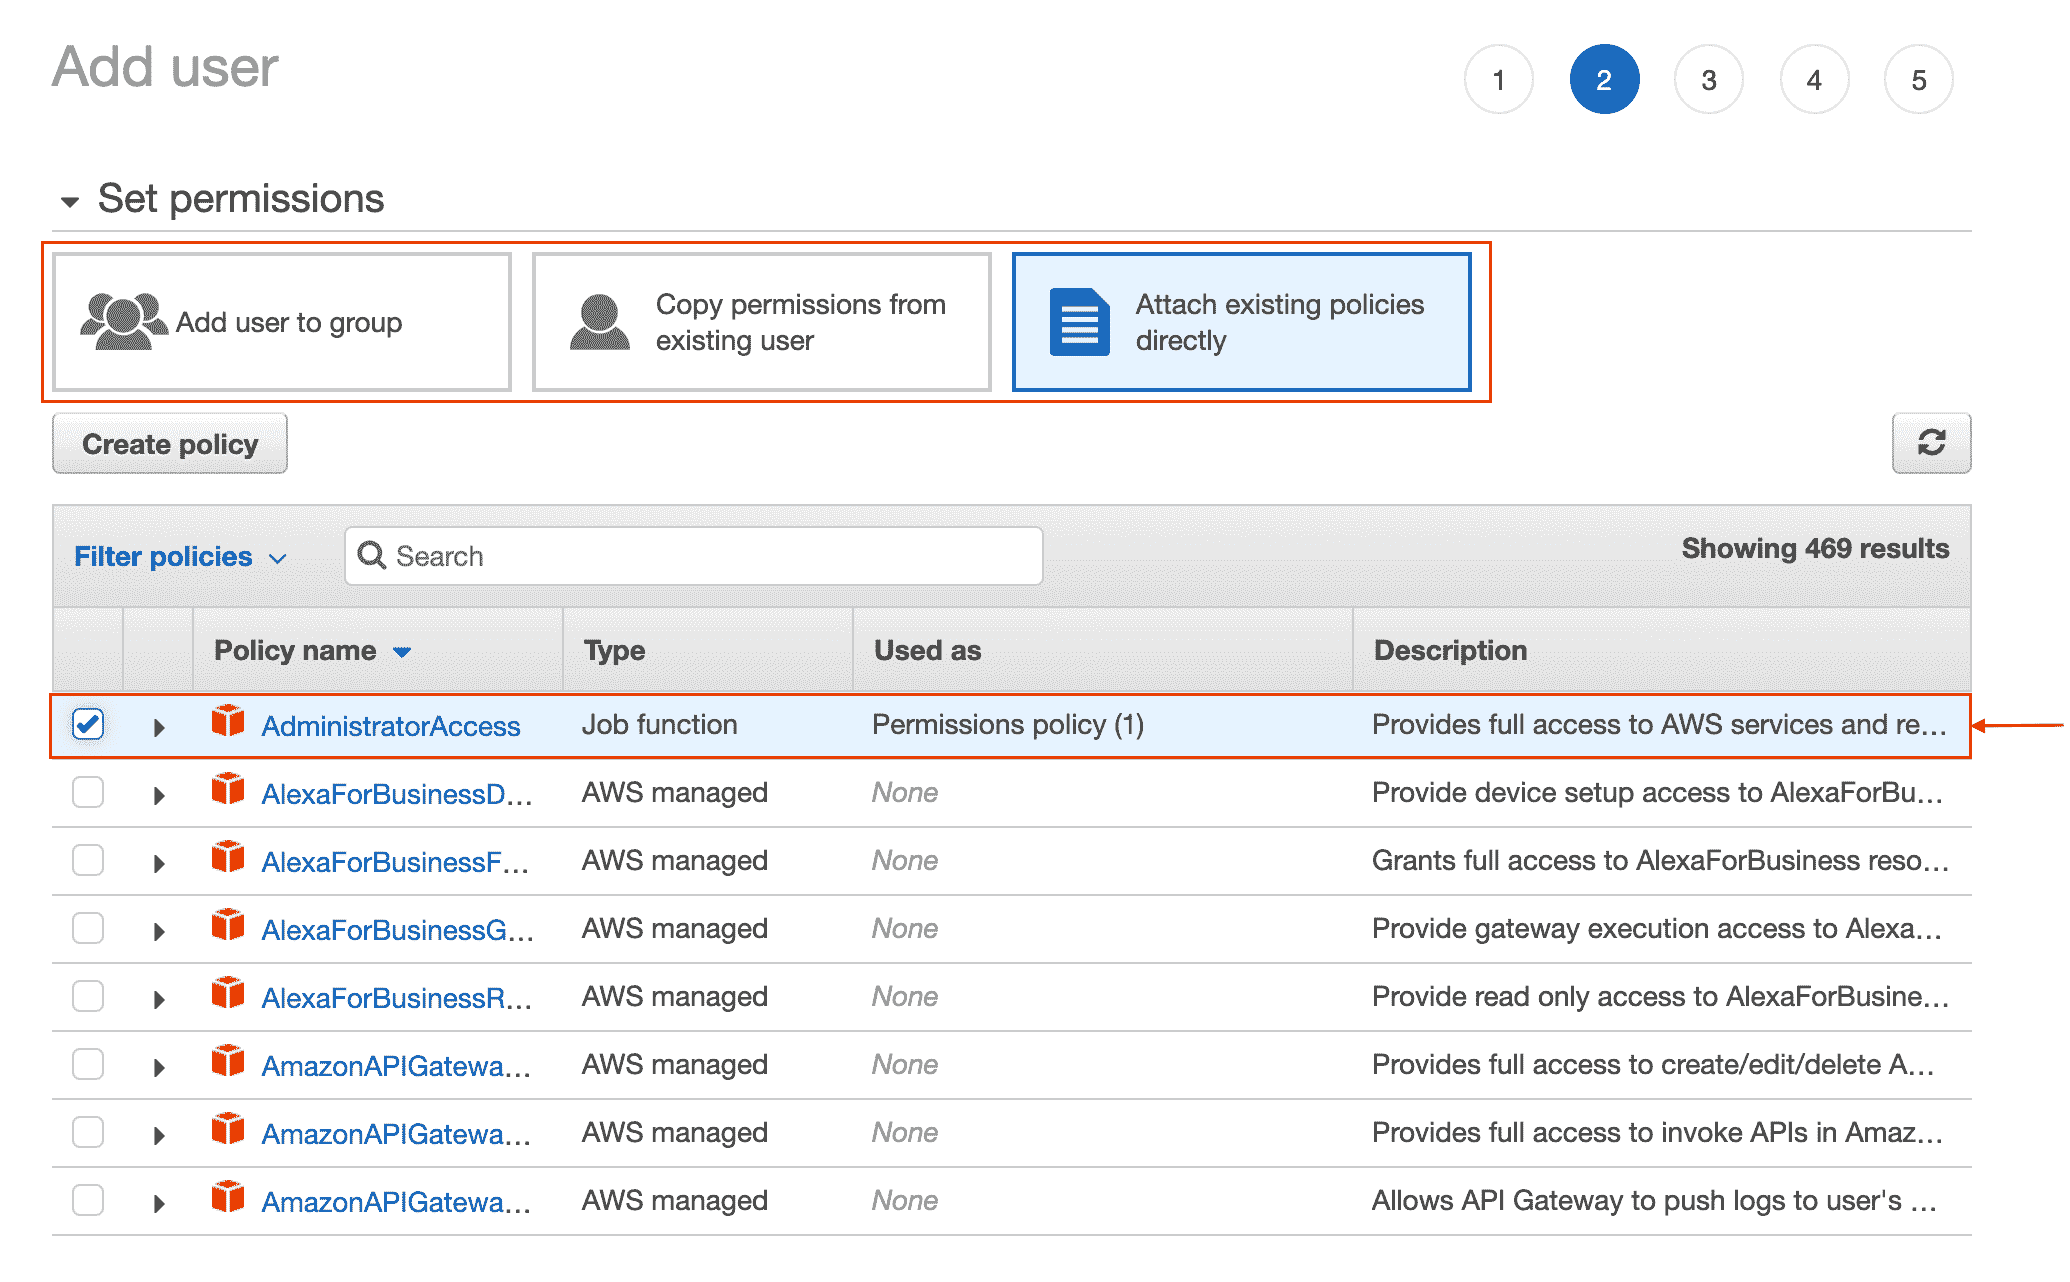 Add user
1 2 3 4 5
Set permissions
Add user to group
Copy permissions from
existing user
Attach existing policies
directly
Create policy
Filter policies Search Showing 469 results
Policy name Type Used as Description
AdministratorAccess Job function Permissions policy (1) Provides full access to AWS services and re...
AlexaForBusinessD... AWS managed None Provide device setup access to AlexaForBu...
AlexaForBusinessF... AWS managed None Grants full access to AlexaForBusiness reso...
AlexaForBusinessG... AWS managed None Provide gateway execution access to Alexa...
AlexaForBusinessR... AWS managed None Provide read only access to AlexaForBusine...
AmazonAPIGatewa... AWS managed None Provides full access to create/edit/delete A...
AmazonAPIGatewa... AWS managed None Provides full access to invoke APIs in Amaz...
AmazonAPIGatewa... AWS managed None Allows API Gateway to push logs to user's ...